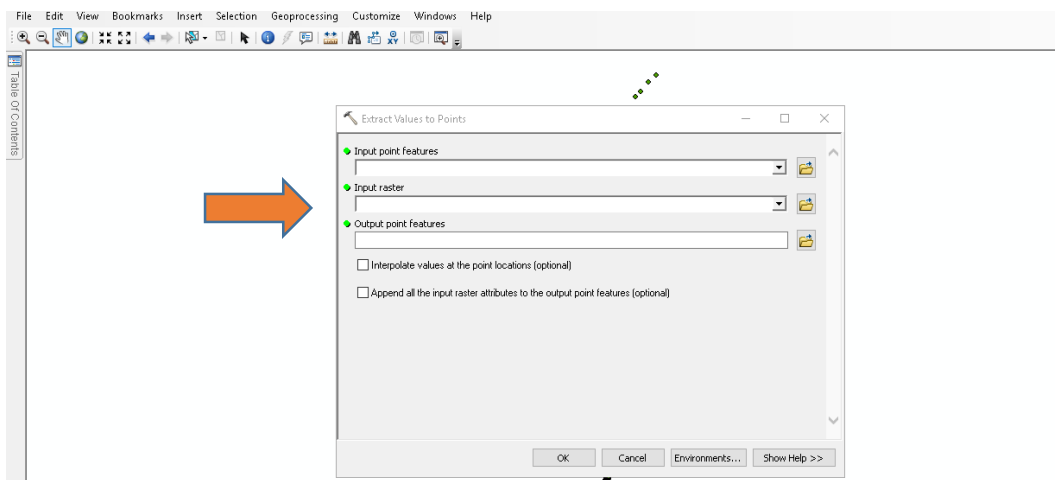 File Edit View Bookmarks Insert Selection Geoprocessing Customize Windows Help
Table Of Contents
Extract Values to Points
Input point features
Input raster
Output point features
Interpolate values at the point locations (optional)
Append all the input raster attributes to the output point features (optional)
OK Cancel Environments... Show Help >>